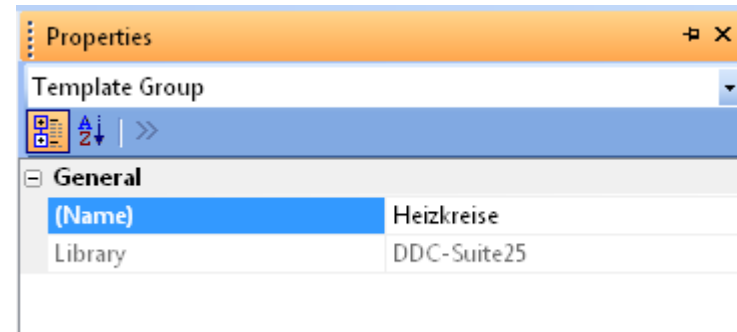 Properties
Template Group
General
(Name) Heizkreise
Library DDC-Suite25